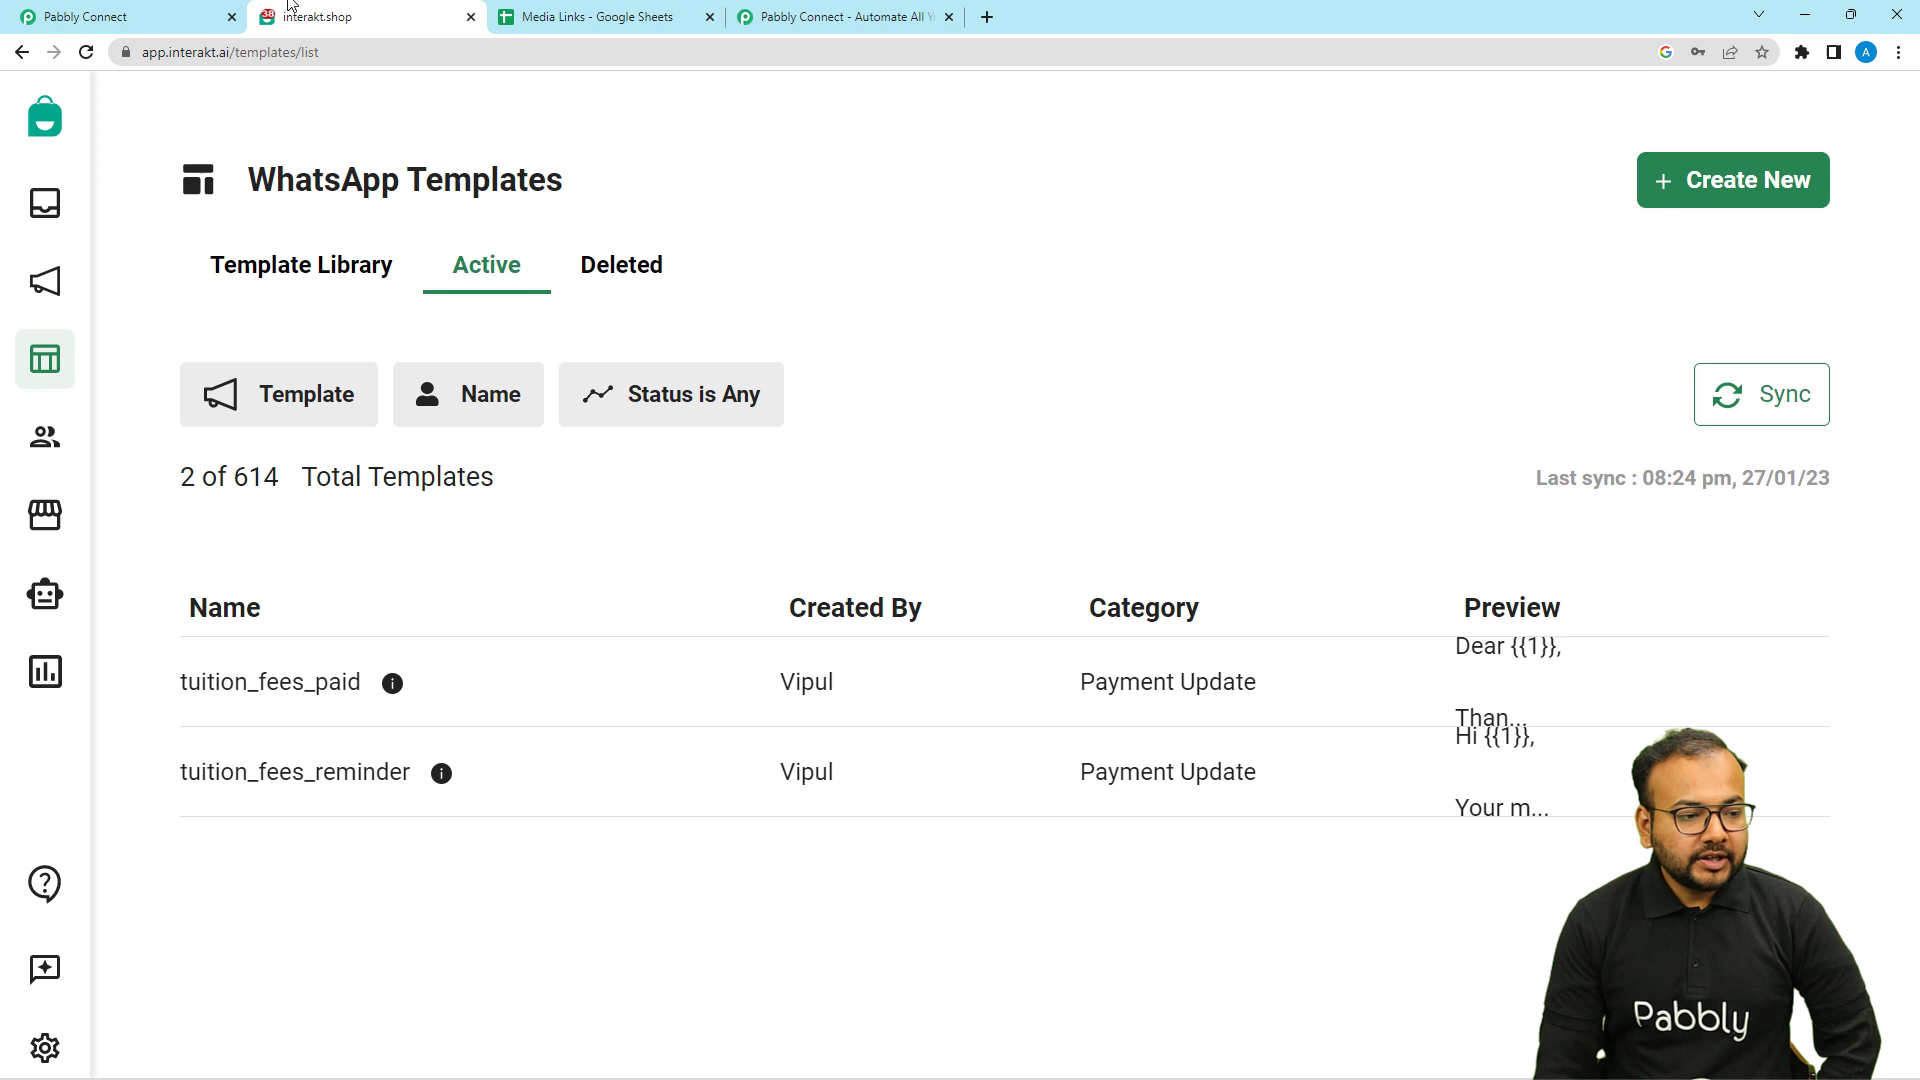 Pabbly Connect
38
interakt.shop
Media Links - Google Sheets
Pabbly Connect - Automate All Y
app.interakt.ai/templates/list
A
WhatsApp Templates
+ Create New
Template Library
Active
Deleted
Template
Name
Status is Any
Sync
2 of 614 Total Templates
Last sync : 08:24 pm, 27/01/23
Name
Created By
Category
Preview
Dear {{1}},
tuition_fees_paid
Vipul
Payment Update
Than...
Hi {{1}},
tuition_fees_reminder
Vipul
Payment Update
Your m...
Pabbly